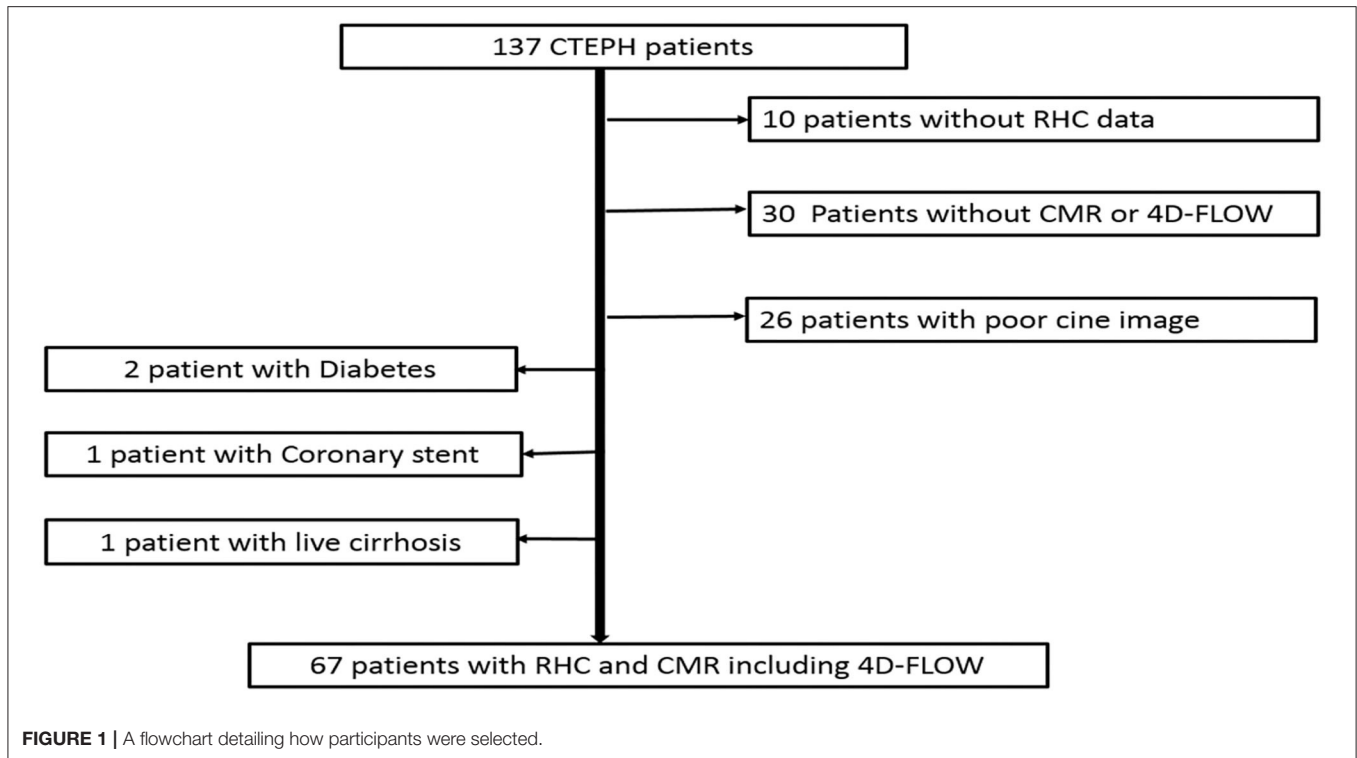 137 CTEPH patients
10 patients without RHC data
30 Patients without CMR or 4D-FLOW
26 patients with poor cine image
2 patient with Diabetes
1 patient with Coronary stent
1 patient with live cirrhosis
67 patients with RHC and CMR including 4D-FLOW
FIGURE 1 | A flowchart detailing how participants were selected.